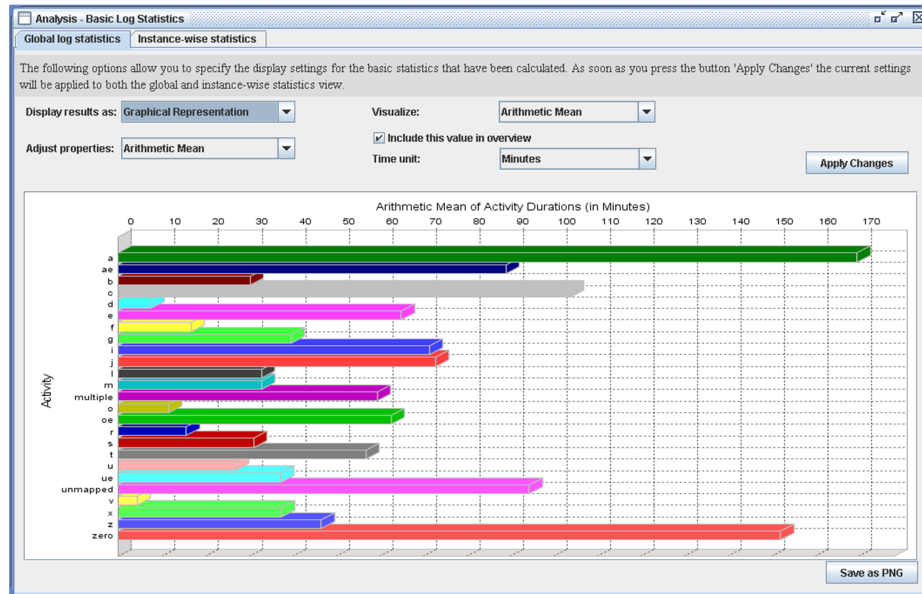 Analysis - Basic Log Statistics
Global log statistics Instance-wise statistics
The following options allow you to specify the display settings for the basic statistics that have been calculated. As soon as you press the button 'Apply Changes' the current settings
will be applied to both the global and instance-wise statistics view.
Display results as: Graphical Representation Visualize: Arithmetic Mean
Include this value in overview
Adjust properties: Arithmetic Mean Time unit: Minutes
Apply Changes
Arithmetic Mean of Activity Durations (in Minutes)
0 10 20 30 40 50 60 70 80 90 100 110 120 130 140 150 160 170
Activity
a
ae
b
c
d
e
f
g
i
j
l
m
multiple
o
oe
r
s
t
u
ue
unmapped
v
x
z
zero
Save as PNG